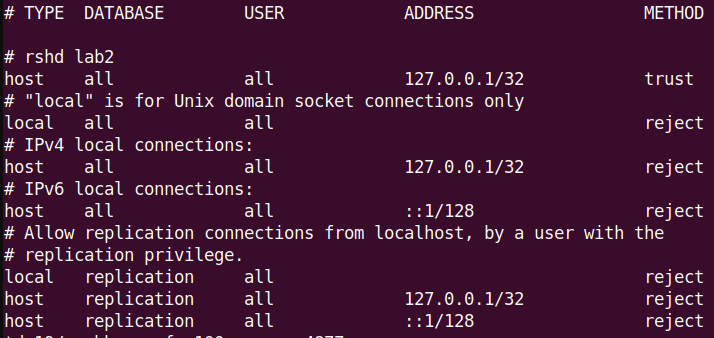 # TYPE DATABASE USER ADDRESS METHOD
# rshd lab2
host all all 127.0.0.1/32 trust
# "local" is for Unix domain socket connections only
local all all reject
# IPv4 local connections:
host all all 127.0.0.1/32 reject
# IPv6 local connections:
host all all ::1/128 reject
# Allow replication connections from localhost, by a user with the
# replication privilege.
local replication all reject
host replication all 127.0.0.1/32 reject
host replication all ::1/128 reject